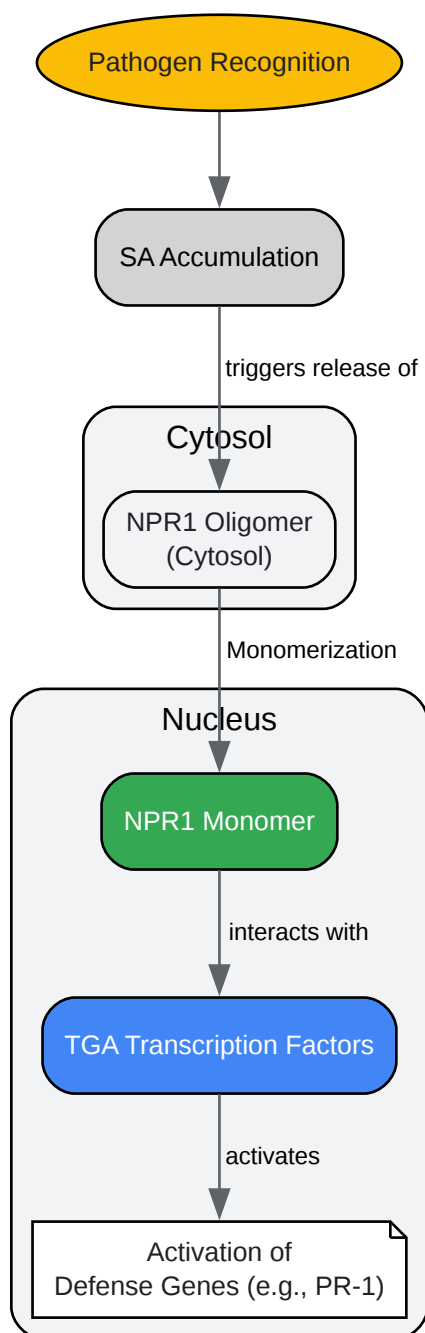 Pathogen Recognition
SA Accumulation
triggers release of
Cytosol
NPR1 Oligomer
(Cytosol)
Monomerization
Nucleus
NPR1 Monomer
interacts with
TGA Transcription Factors
activates
Activation of
Defense Genes (e.g., PR-1)